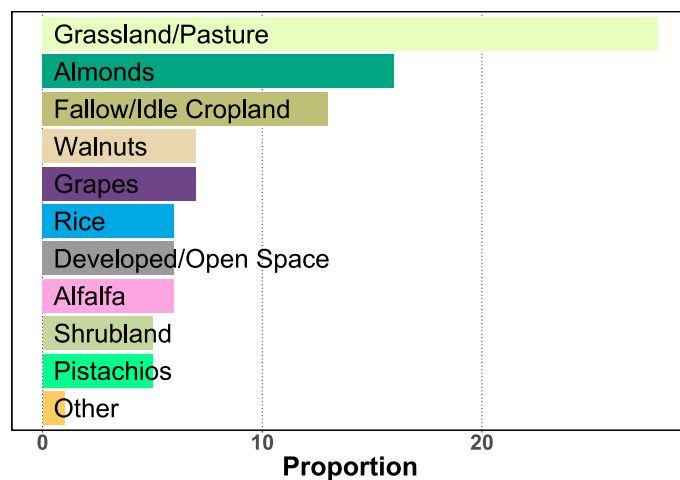 Grassland/Pasture
Almonds
Fallow/Idle Cropland
Walnuts
Grapes
Rice
Developed/Open Space
Alfalfa
Shrubland
Pistachios
Other
0 10 20
Proportion